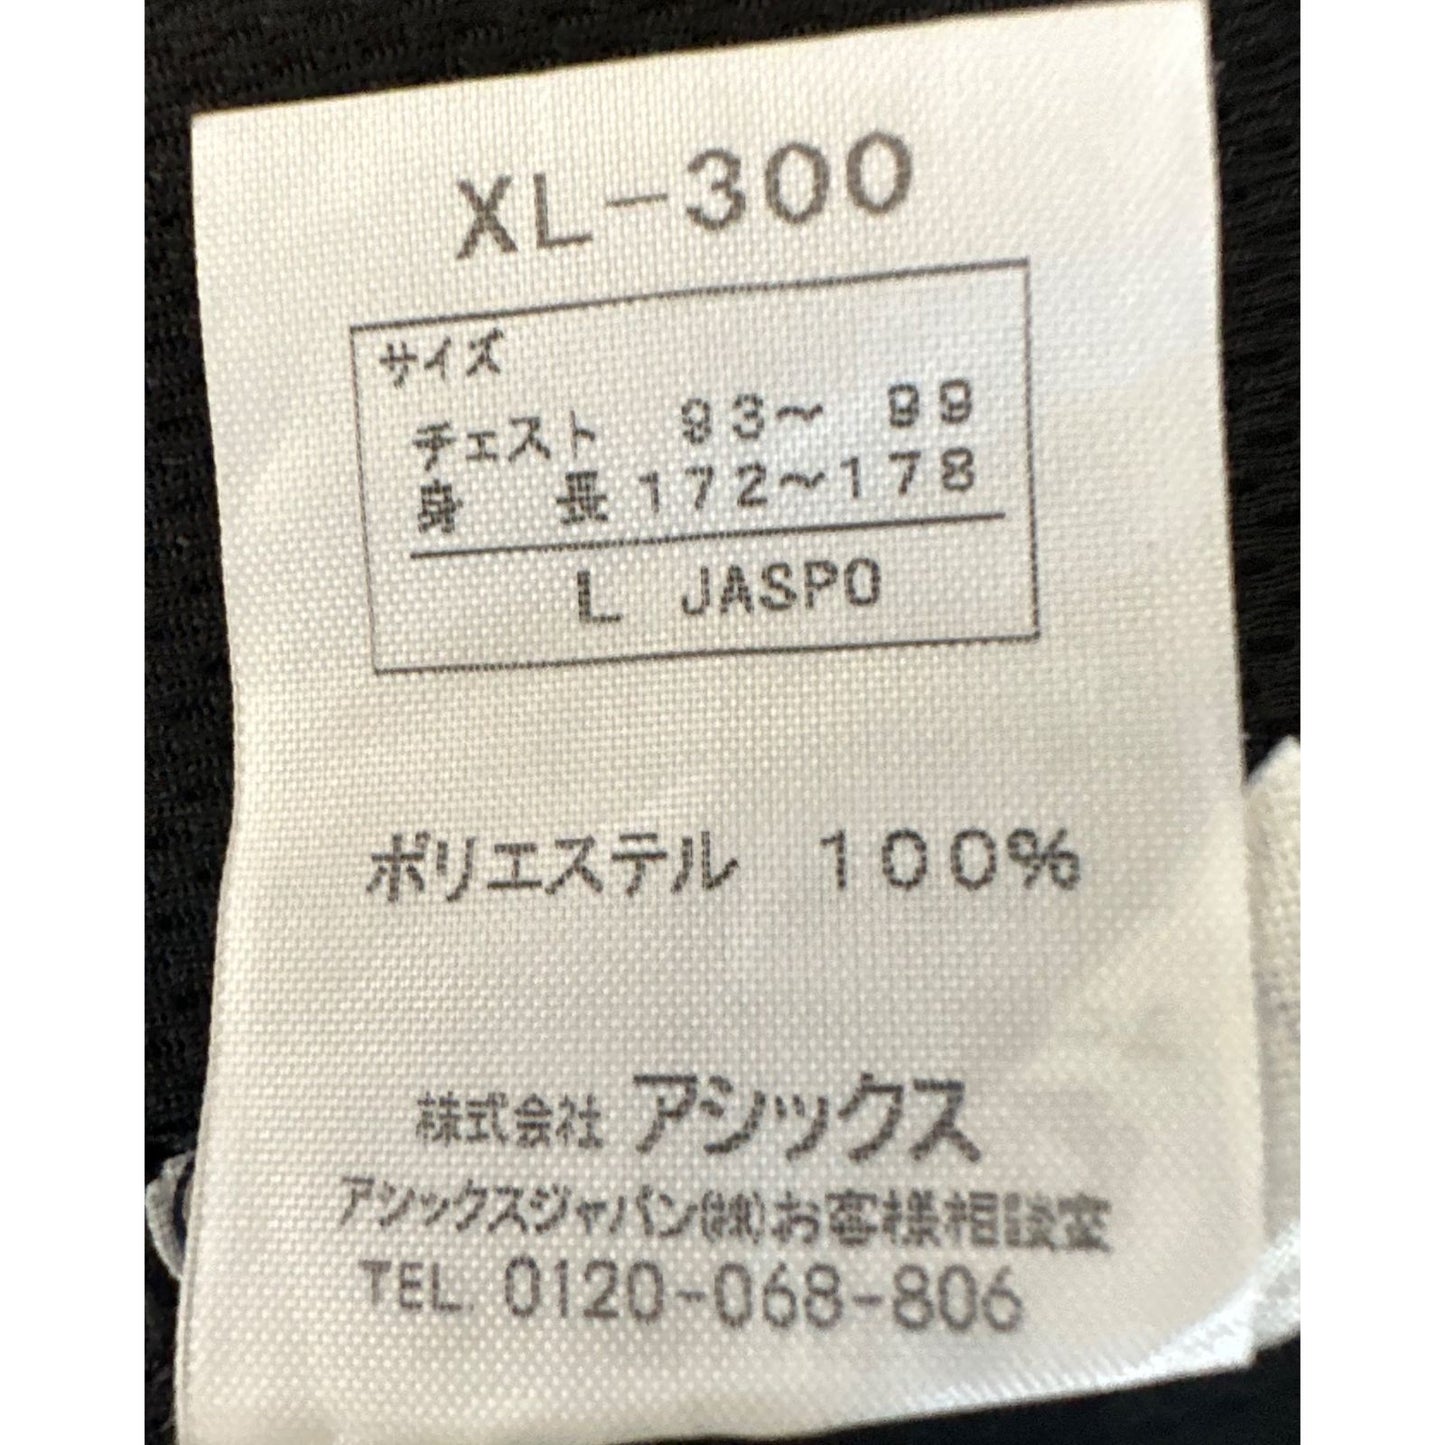 XL-300
サイズ
チェスト 93〜 99
身 長 172〜178
L JASPO
ポリエステル 100%
株式会社 アシックス
アシックスジャパン(株)お客様相談室
TEL. 0120-068-806